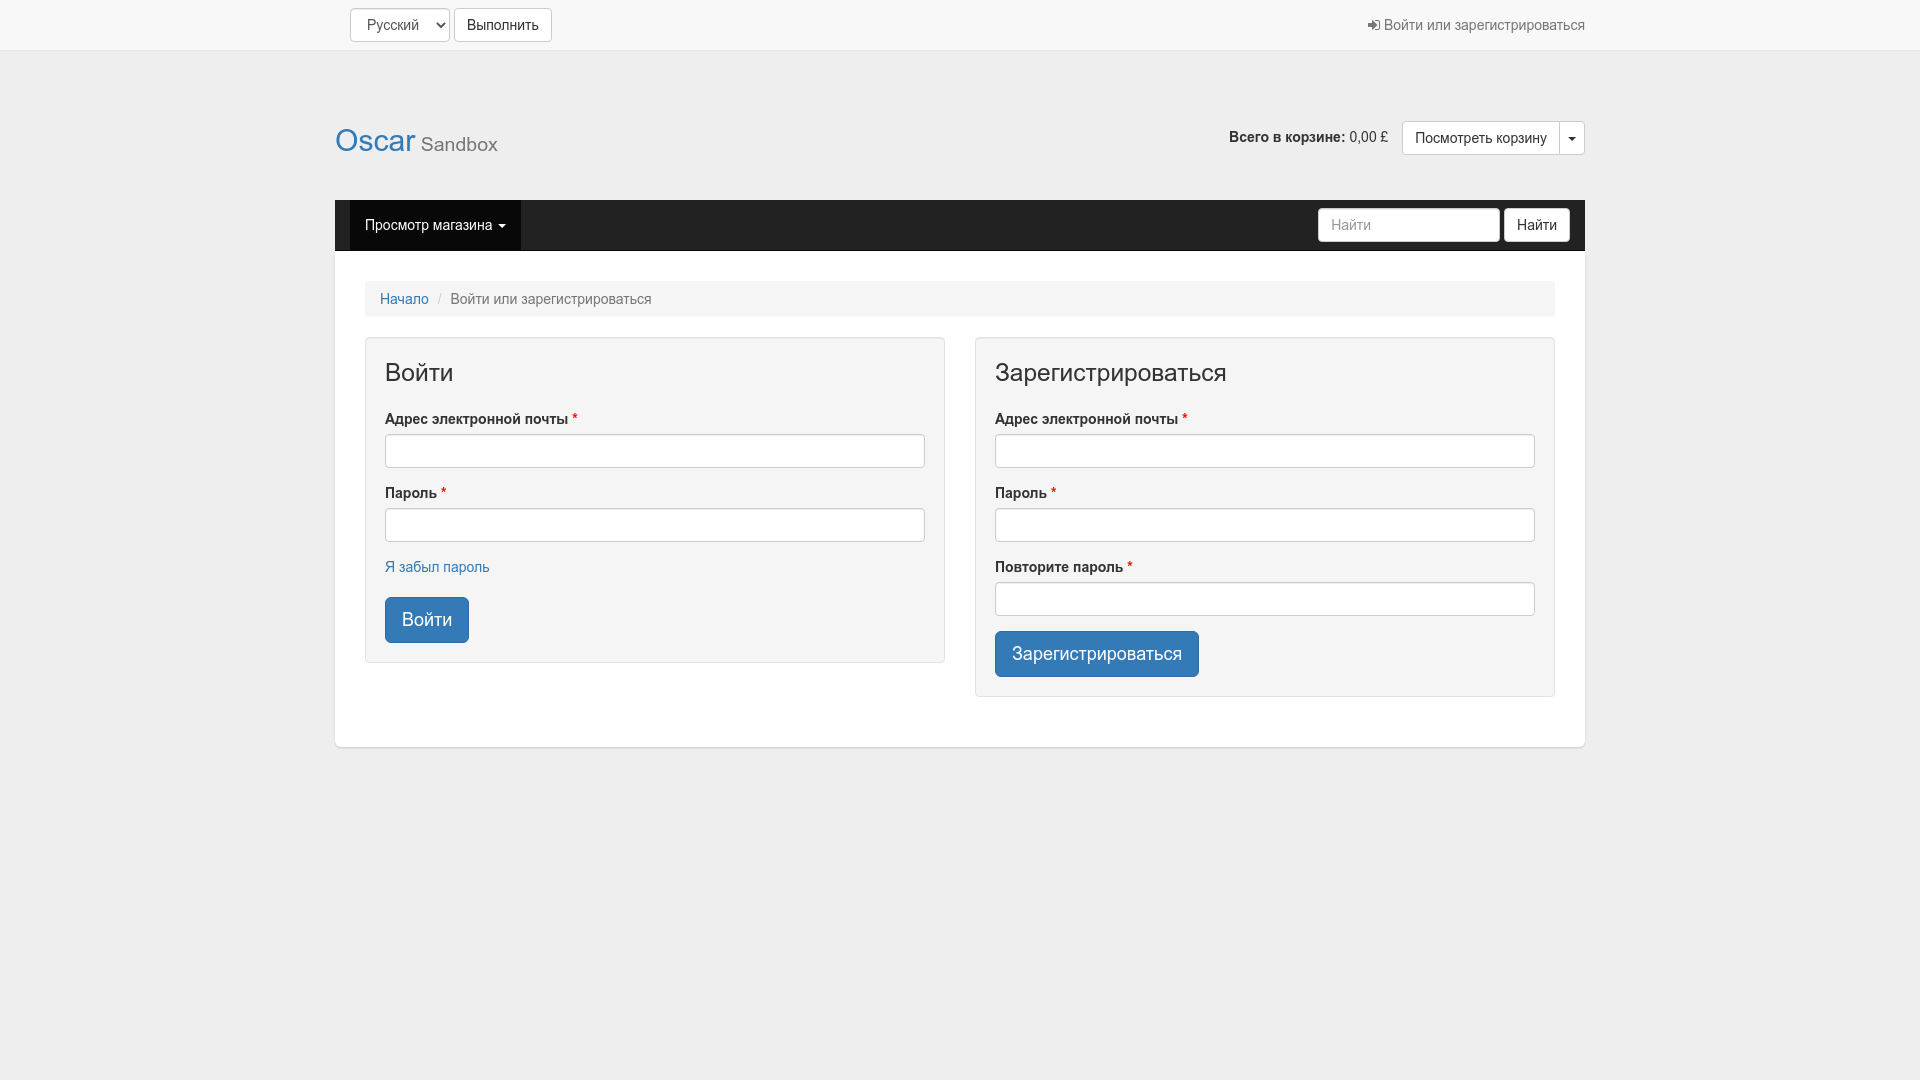 Русский Выполнить Войти или зарегистрироваться
Oscar Sandbox Всего в корзине: 0,00 £ Посмотреть корзину
Просмотр магазина Найти Найти
Начало / Войти или зарегистрироваться
Войти
Адрес электронной почты *
Пароль *
Я забыл пароль
Войти
Зарегистрироваться
Адрес электронной почты *
Пароль *
Повторите пароль *
Зарегистрироваться